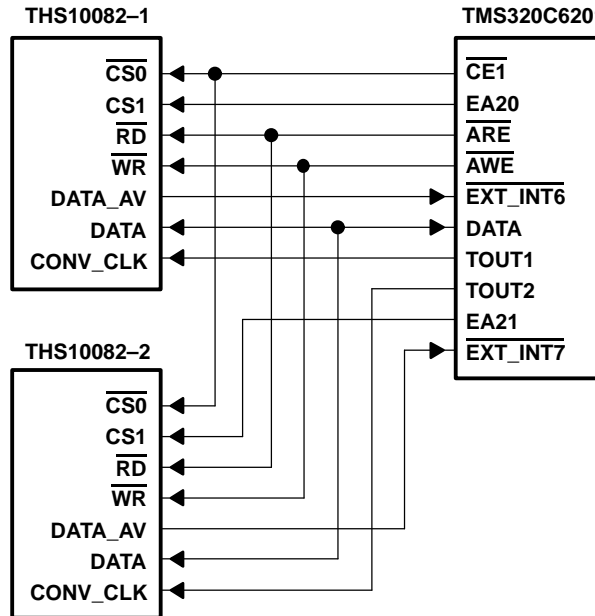 THS10082–1
CS0
CS1
RD
WR
DATA_AV
DATA
CONV_CLK
TMS320C620
CE1
EA20
ARE
AWE
EXT_INT6
DATA
TOUT1
TOUT2
EA21
EXT_INT7
THS10082–2
CS0
CS1
RD
WR
DATA_AV
DATA
CONV_CLK